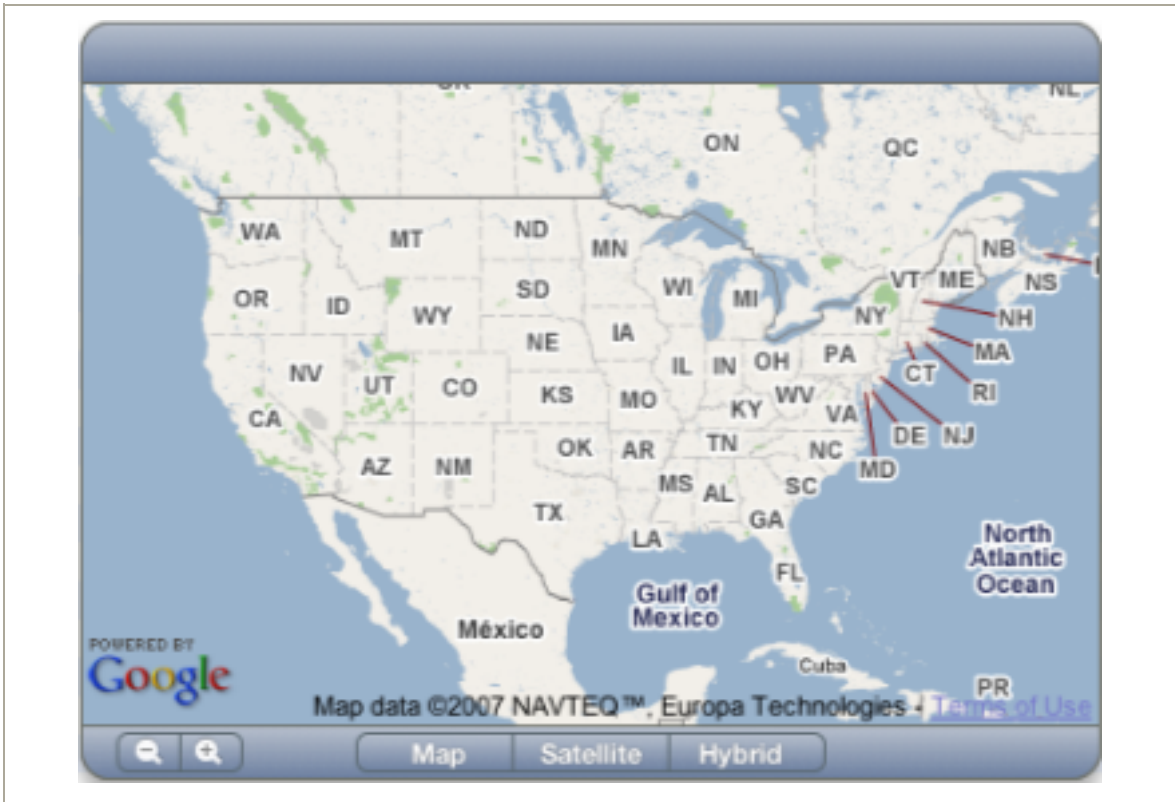 NL
ON
QC
WA
MT
ND
MN
NB
VT
ME
NS
OR
ID
SD
WI
MI
WY
NY
NH
IA
NE
MA
PA
OH
IL
IN
CT
NV
UT
CO
RI
KS
MO
WV
KY
VA
CA
DE
NJ
TN
OK
AR
NC
AZ
NM
MD
MS
AL
SC
TX
GA
LA
North
Atlantic
Ocean
FL
Gulf of
Mexico
México
POWERED BY
Google
Cuba
PR
Map data ©2007 NAVTEQ™, Europa Technologies - Terms of Use
Map
Satellite
Hybrid